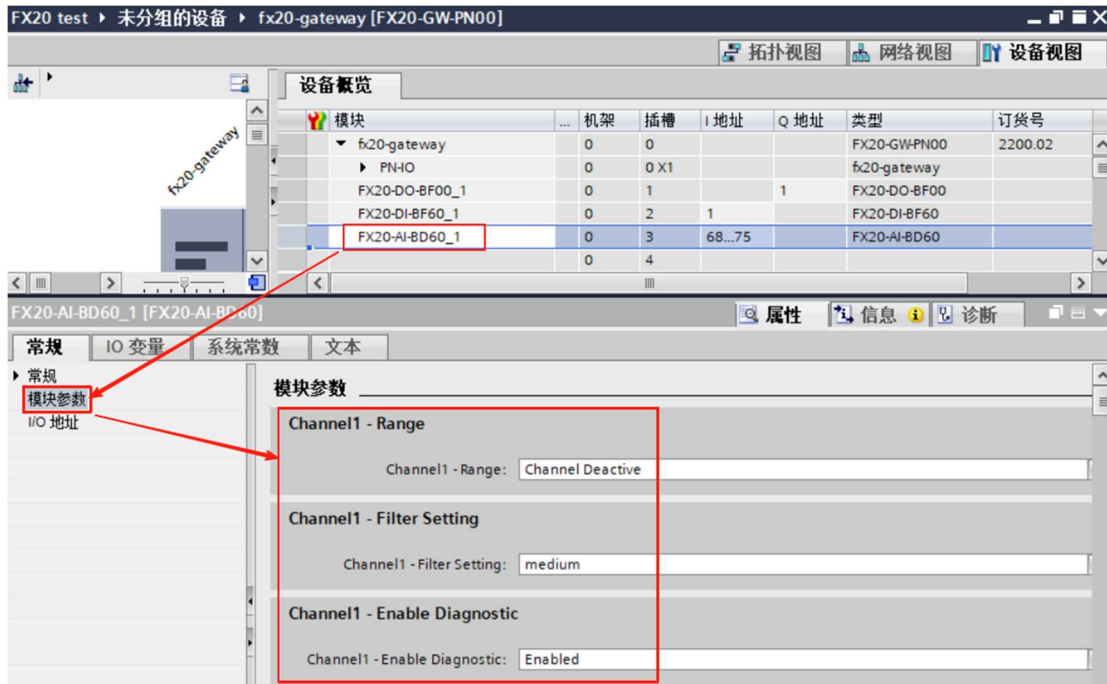 FX20 test ▸ 未分组的设备 ▸ fx20-gateway [FX20-GW-PN00]
拓扑视图 网络视图 设备视图
设备概览
fx20-gateway
模块 ... 机架 插槽 I 地址 Q 地址 类型 订货号
fx20-gateway 0 0 FX20-GW-PN00 2200.02
PN-IO 0 0 X1 fx20-gateway
FX20-DO-BF00_1 0 1 1 FX20-DO-BF00
FX20-DI-BF60_1 0 2 1 FX20-DI-BF60
FX20-AI-BD60_1 0 3 68...75 FX20-AI-BD60
0 4
FX20-AI-BD60_1 [FX20-AI-BD60]
属性 信息 诊断
常规 IO 变量 系统常数 文本
常规
模块参数
I/O 地址
模块参数
Channel1 - Range
Channel1 - Range: Channel Deactive
Channel1 - Filter Setting
Channel1 - Filter Setting: medium
Channel1 - Enable Diagnostic
Channel1 - Enable Diagnostic: Enabled